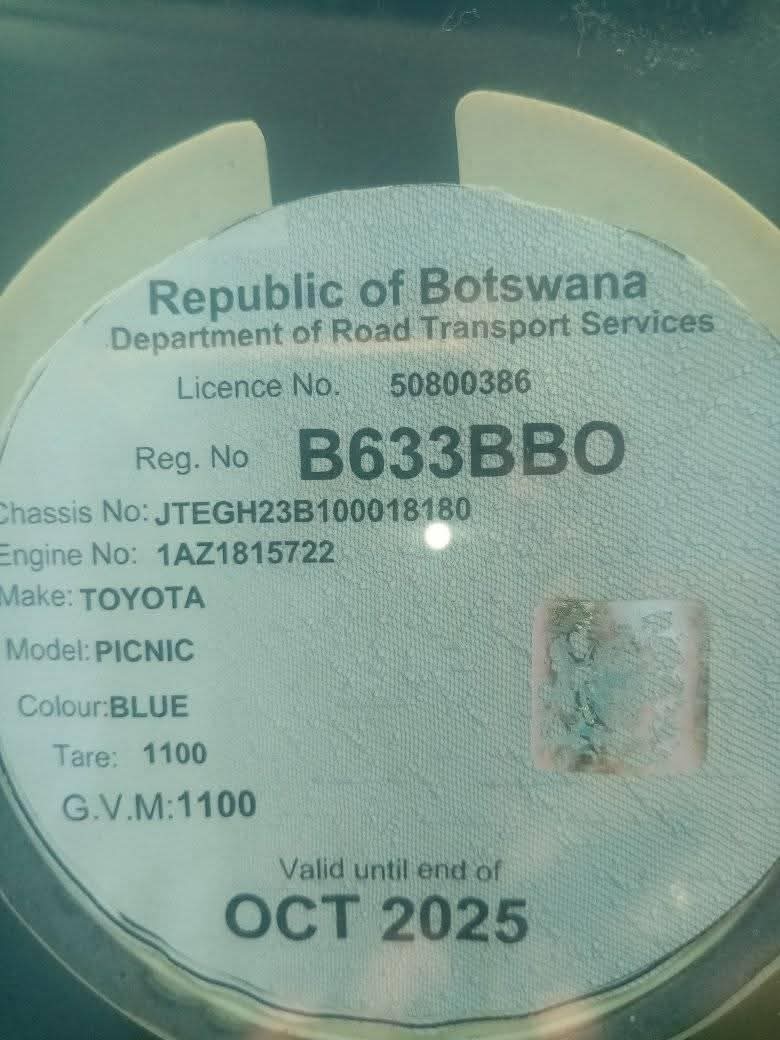 Republic of Botswana
Department of Road Transport Services
Licence No. 50800386
Reg. No B633BBO
Chassis No: JTEGH23B100018180
Engine No: 1AZ1815722
Make: TOYOTA
Model: PICNIC
Colour:BLUE
Tare: 1100
G.V.M:1100
Valid until end of
OCT 2025